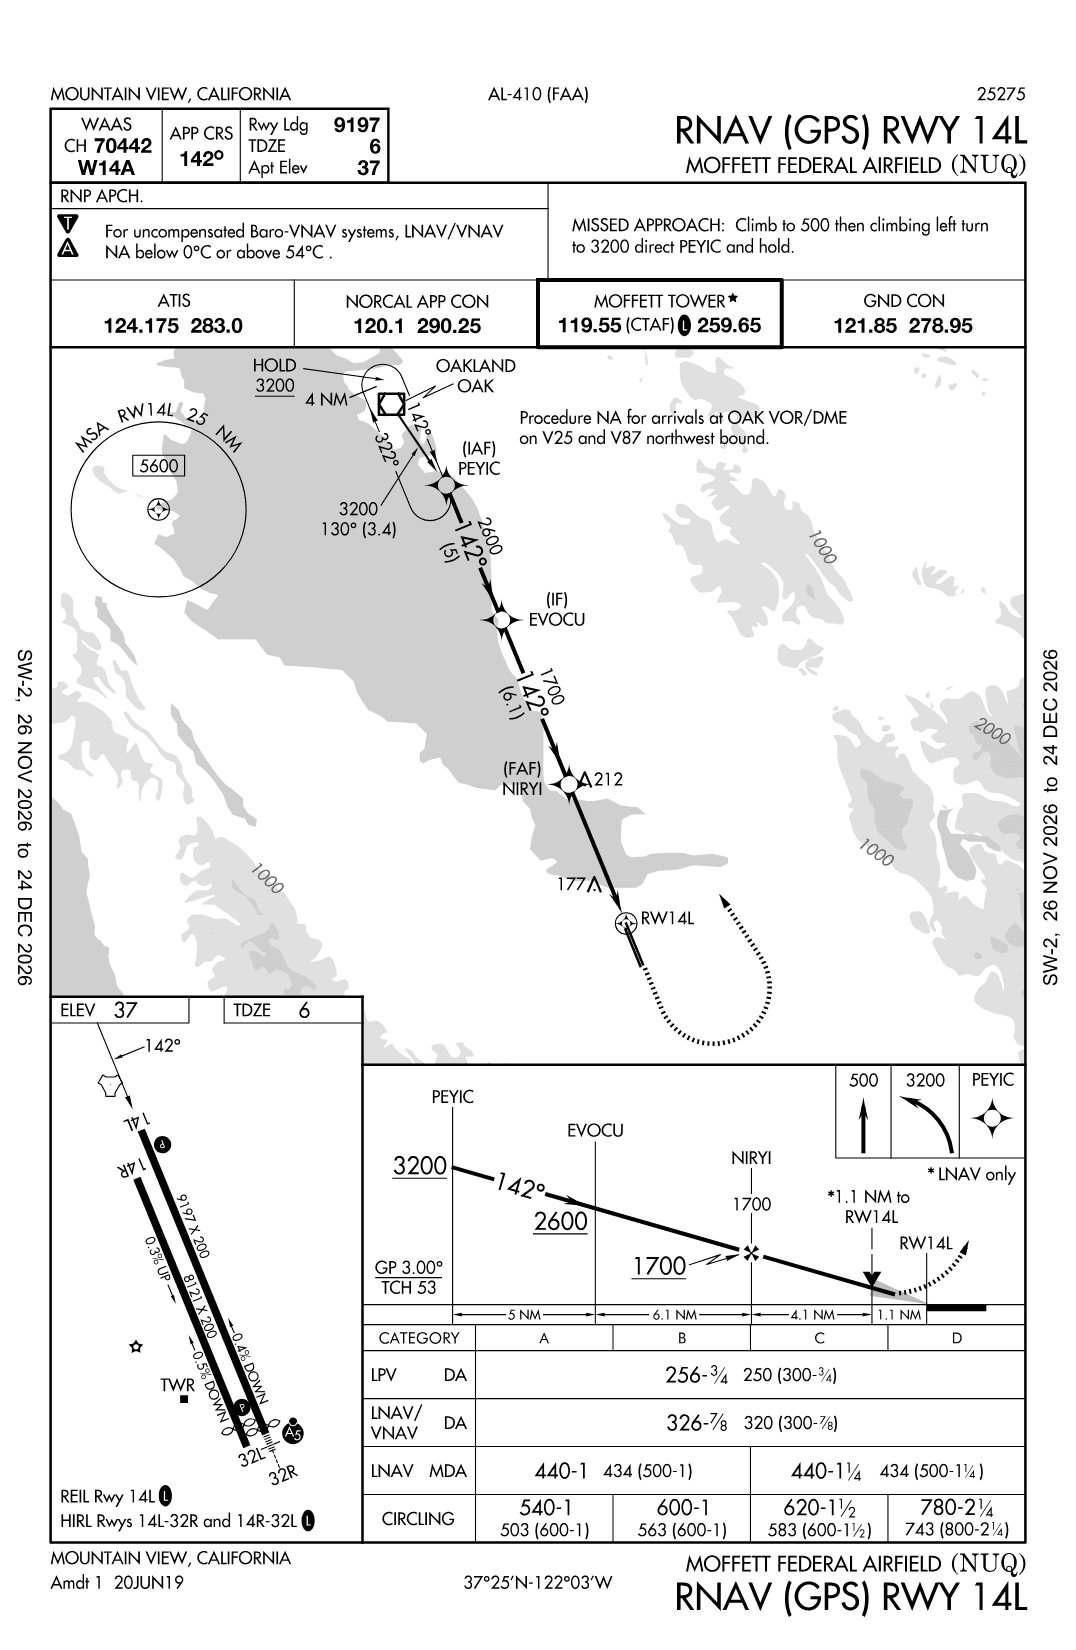 MOUNTAIN VIEW, CALIFORNIA
AL-410 (FAA)
25275
WAAS
CH 70442
W14A
APP CRS
142°
Rwy Ldg 9197
TDZE 6
Apt Elev 37
RNAV (GPS) RWY 14L
MOFFETT FEDERAL AIRFIELD (NUQ)
RNP APCH.
T
A
For uncompensated Baro-VNAV systems, LNAV/VNAV
NA below 0°C or above 54°C .
MISSED APPROACH: Climb to 500 then climbing left turn
to 3200 direct PEYIC and hold.
ATIS
124.175 283.0
NORCAL APP CON
120.1 290.25
MOFFETT TOWER★
119.55 (CTAF) L 259.65
GND CON
121.85 278.95
HOLD
3200
4 NM
OAKLAND
OAK
142°
322°
Procedure NA for arrivals at OAK VOR/DME
on V25 and V87 northwest bound.
MSA RW14L 25 NM
5600
(IAF)
PEYIC
3200
130° (3.4)
2600
142°
(5)
1000
(IF)
EVOCU
1700
142°
(6.1)
2000
(FAF)
NIRYI
212
1000
1000
177
RW14L
SW-2, 26 NOV 2026 to 24 DEC 2026
SW-2, 26 NOV 2026 to 24 DEC 2026
ELEV 37
TDZE 6
142°
14L
P
14R
9197 X 200
0.3% UP
8121 X 200
0.4% DOWN
0.5% DOWN
TWR
P
A5
32L
32R
REIL Rwy 14L L
HIRL Rwys 14L-32R and 14R-32L L
500
3200
PEYIC
* LNAV only
PEYIC
EVOCU
NIRYI
3200
142°
2600
1700
1700
*1.1 NM to
RW14L
RW14L
GP 3.00°
TCH 53
5 NM
6.1 NM
4.1 NM
1.1 NM
CATEGORY A B C D
LPV DA 256-¾ 250 (300-¾)
LNAV/
VNAV DA 326-⅞ 320 (300-⅞)
LNAV MDA 440-1 434 (500-1) 440-1¼ 434 (500-1¼)
CIRCLING
540-1 600-1 620-1½ 780-2¼
503 (600-1) 563 (600-1) 583 (600-1½) 743 (800-2¼)
MOUNTAIN VIEW, CALIFORNIA
Amdt 1 20JUN19
37°25'N-122°03'W
MOFFETT FEDERAL AIRFIELD (NUQ)
RNAV (GPS) RWY 14L